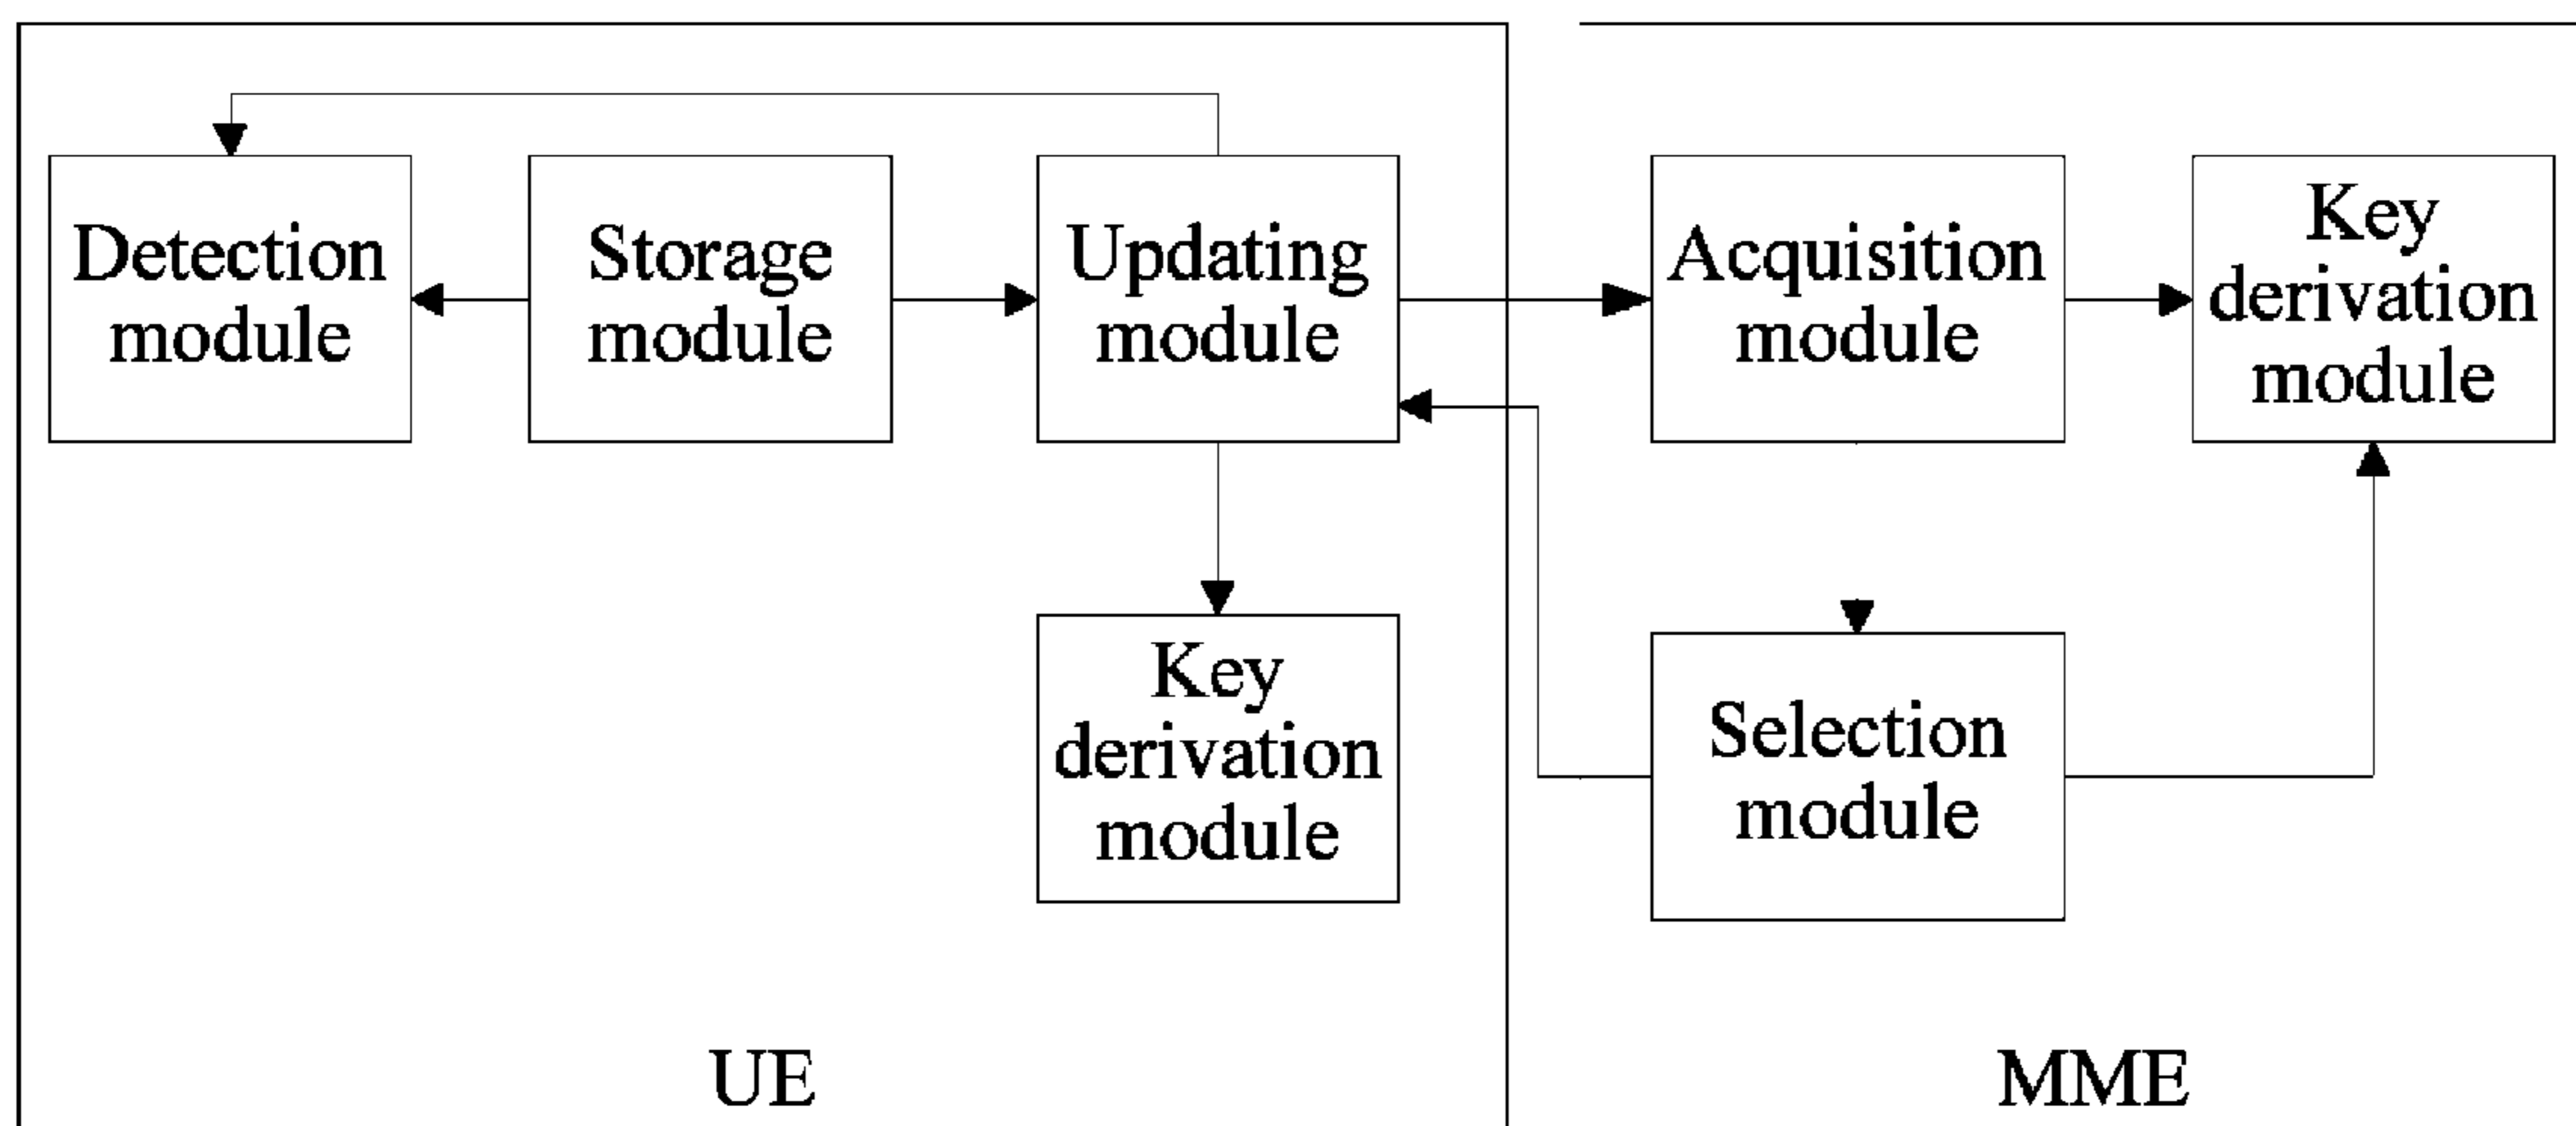 Detection
module
Storage
module
Updating
module
Acquisition
module
Key
derivation
module
Key
derivation
module
Selection
module
UE
MME